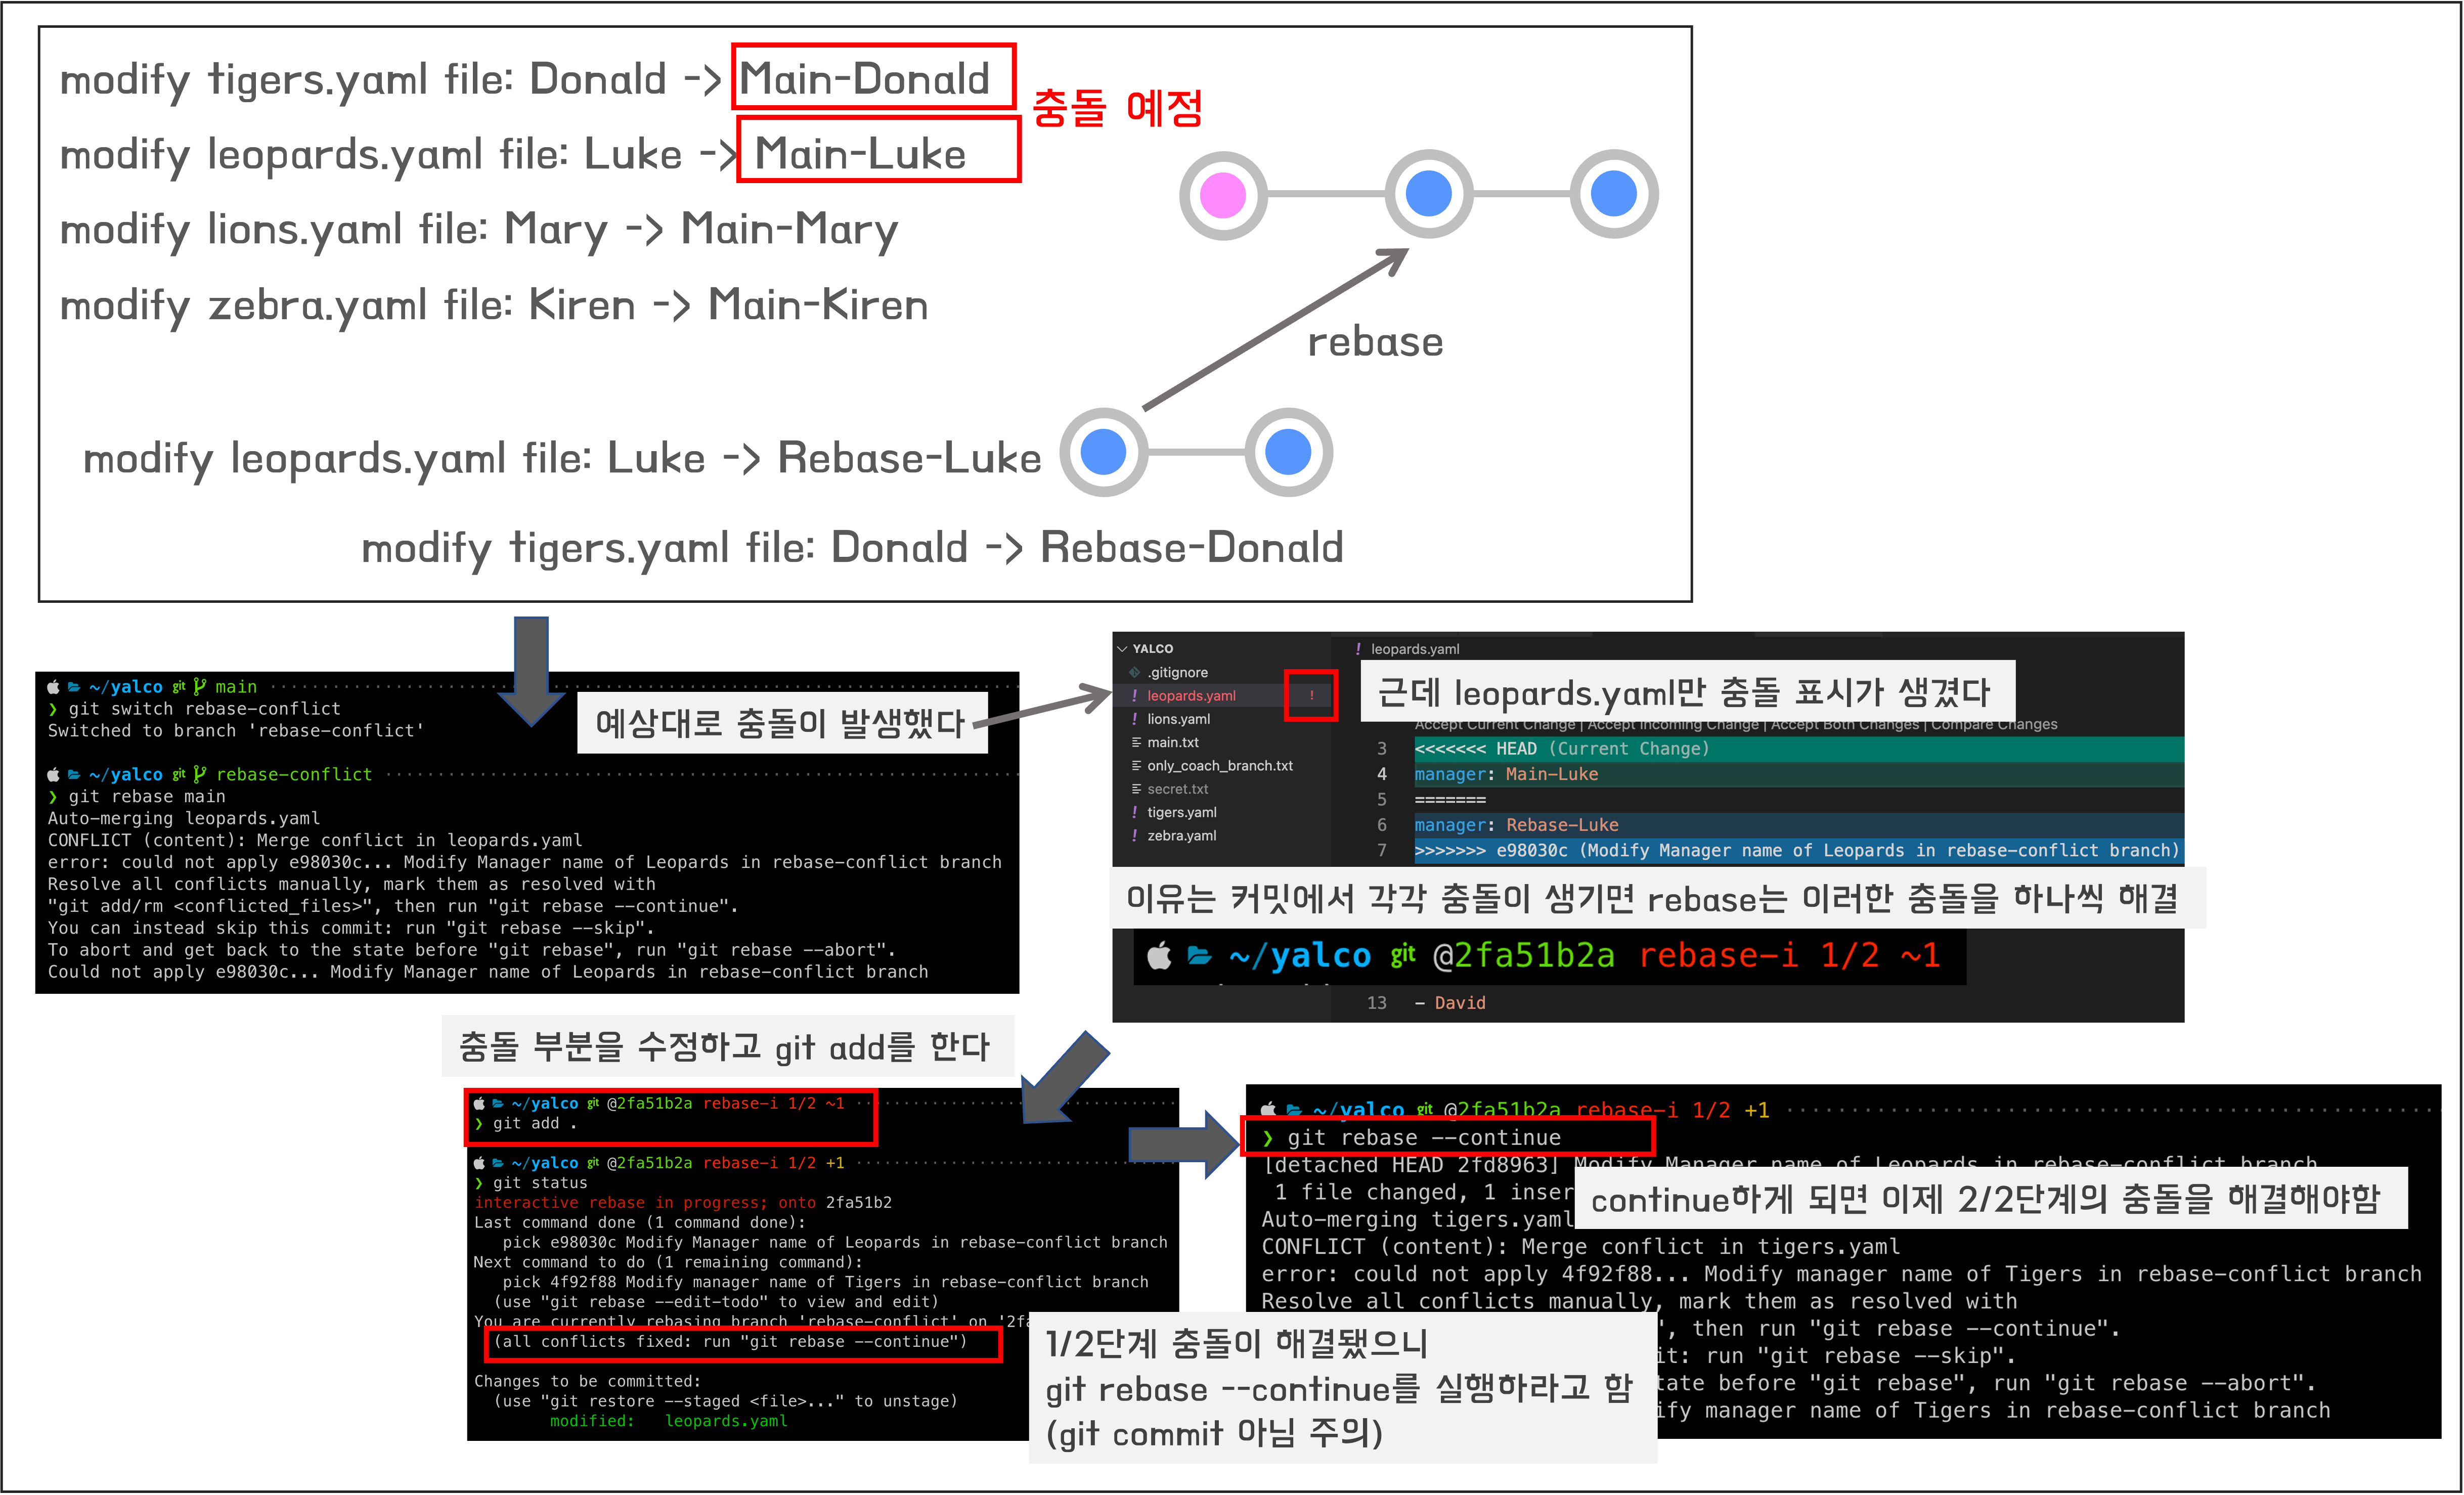 modify tigers.yaml file: Donald -> Main-Donald
충돌 예정
modify leopards.yaml file: Luke -> Main-Luke
modify lions.yaml file: Mary -> Main-Mary
modify zebra.yaml file: Kiren -> Main-Kiren
rebase
modify leopards.yaml file: Luke -> Rebase-Luke
modify tigers.yaml file: Donald -> Rebase-Donald
~/yalco git main
❯ git switch rebase-conflict
Switched to branch 'rebase-conflict'
예상대로 충돌이 발생했다
~/yalco git rebase-conflict
❯ git rebase main
Auto-merging leopards.yaml
CONFLICT (content): Merge conflict in leopards.yaml
error: could not apply e98030c... Modify Manager name of Leopards in rebase-conflict branch
Resolve all conflicts manually, mark them as resolved with
"git add/rm <conflicted_files>", then run "git rebase --continue".
You can instead skip this commit: run "git rebase --skip".
To abort and get back to the state before "git rebase", run "git rebase --abort".
Could not apply e98030c... Modify Manager name of Leopards in rebase-conflict branch
YALCO
.gitignore
! leopards.yaml !
! lions.yaml
main.txt
only_coach_branch.txt
secret.txt
! tigers.yaml
! zebra.yaml
! leopards.yaml
근데 leopards.yaml만 충돌 표시가 생겼다
Accept Current Change | Accept Incoming Change | Accept Both Changes | Compare Changes
3 <<<<<<< HEAD (Current Change)
4 manager: Main-Luke
5 =======
6 manager: Rebase-Luke
7 >>>>>>> e98030c (Modify Manager name of Leopards in rebase-conflict branch)
이유는 커밋에서 각각 충돌이 생기면 rebase는 이러한 충돌을 하나씩 해결
~/yalco git @2fa51b2a rebase-i 1/2 ~1
13 - David
충돌 부분을 수정하고 git add를 한다
~/yalco git @2fa51b2a rebase-i 1/2 ~1
❯ git add .
~/yalco git @2fa51b2a rebase-i 1/2 +1
❯ git status
interactive rebase in progress; onto 2fa51b2
Last command done (1 command done):
pick e98030c Modify Manager name of Leopards in rebase-conflict branch
Next command to do (1 remaining command):
pick 4f92f88 Modify manager name of Tigers in rebase-conflict branch
(use "git rebase --edit-todo" to view and edit)
You are currently rebasing branch 'rebase-conflict' on '2fa
(all conflicts fixed: run "git rebase --continue")
Changes to be committed:
(use "git restore --staged <file>..." to unstage)
modified: leopards.yaml
1/2단계 충돌이 해결됐으니
git rebase --continue를 실행하라고 함
(git commit 아님 주의)
~/yalco git @2fa51b2a rebase-i 1/2 +1
❯ git rebase --continue
[detached HEAD 2fd8963] Modify Manager name of Leopards in rebase-conflict branch
1 file changed, 1 inser
continue하게 되면 이제 2/2단계의 충돌을 해결해야함
Auto-merging tigers.yaml
CONFLICT (content): Merge conflict in tigers.yaml
error: could not apply 4f92f88... Modify manager name of Tigers in rebase-conflict branch
Resolve all conflicts manually, mark them as resolved with
", then run "git rebase --continue".
it: run "git rebase --skip".
tate before "git rebase", run "git rebase --abort".
ify manager name of Tigers in rebase-conflict branch